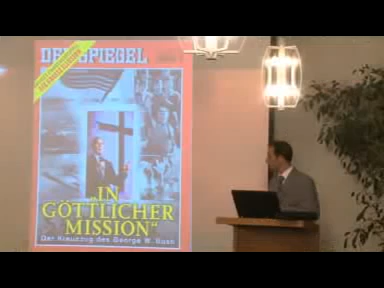 DER SPIEGEL
„IN
GÖTTLICHER
MISSION“
Der Kreuzzug des George W. Bush